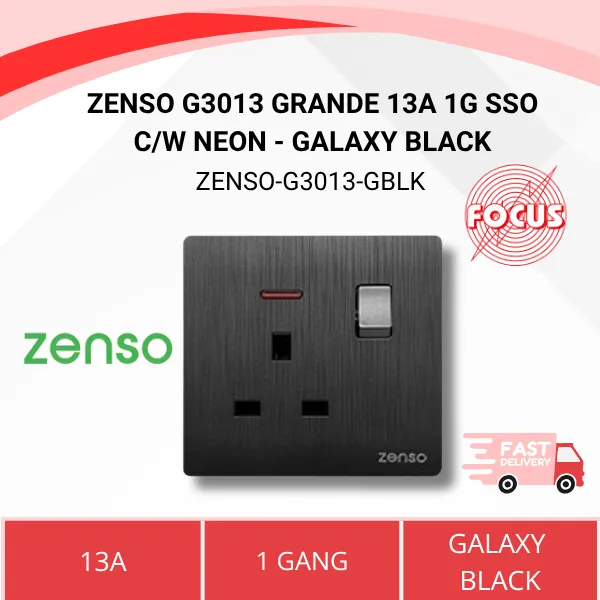 ZENSO G3013 GRANDE 13A 1G SSO
C/W NEON - GALAXY BLACK
ZENSO-G3013-GBLK
FOCUS
zenso
zenso
FAST
DELIVERY
13A
1 GANG
GALAXY
BLACK